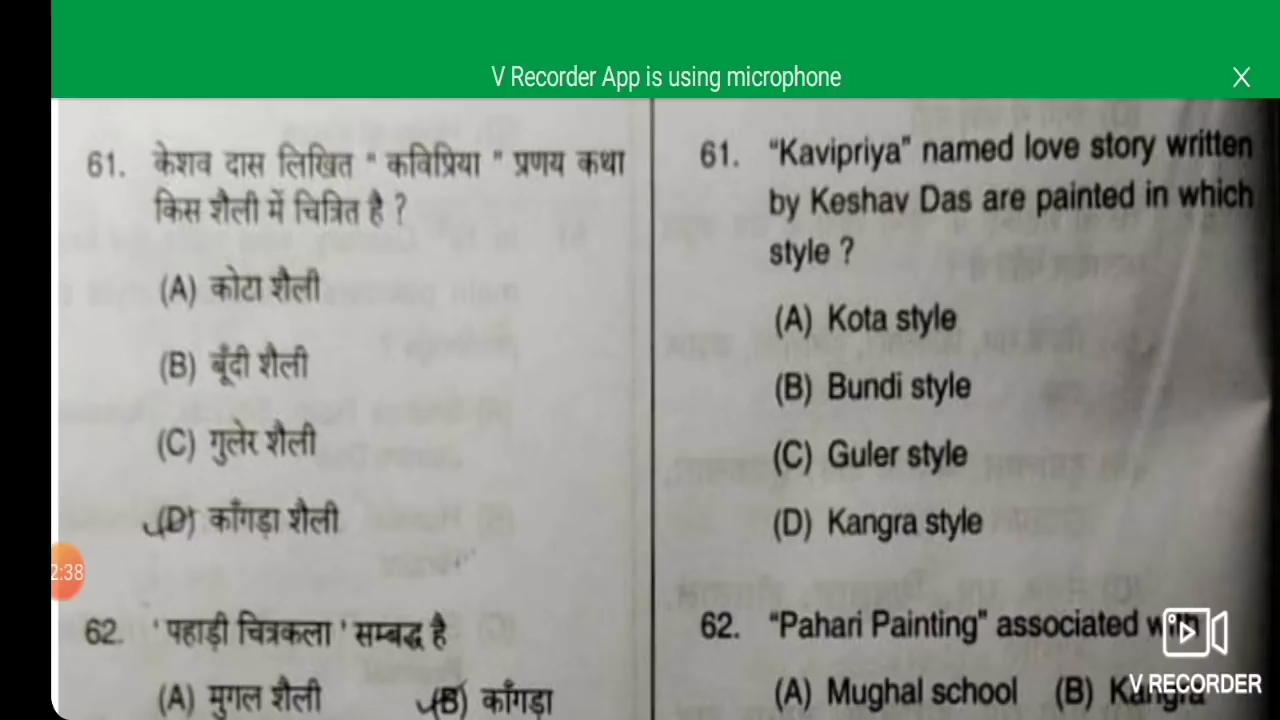 V Recorder App is using microphone
61. केशव दास लिखित " कविप्रिया " प्रणय कथा
किस शैली में चित्रित है ?
(A) कोटा शैली
(B) बूँदी शैली
(C) गुलेर शैली
(D) काँगड़ा शैली
2:38
62. ' पहाड़ी चित्रकला ' सम्बद्ध है
(A) मुगल शैली (B) काँगड़ा
61. "Kavipriya" named love story written
by Keshav Das are painted in which
style ?
(A) Kota style
(B) Bundi style
(C) Guler style
(D) Kangra style
62. "Pahari Painting" associated with
(A) Mughal school (B) Kangra
V RECORDER